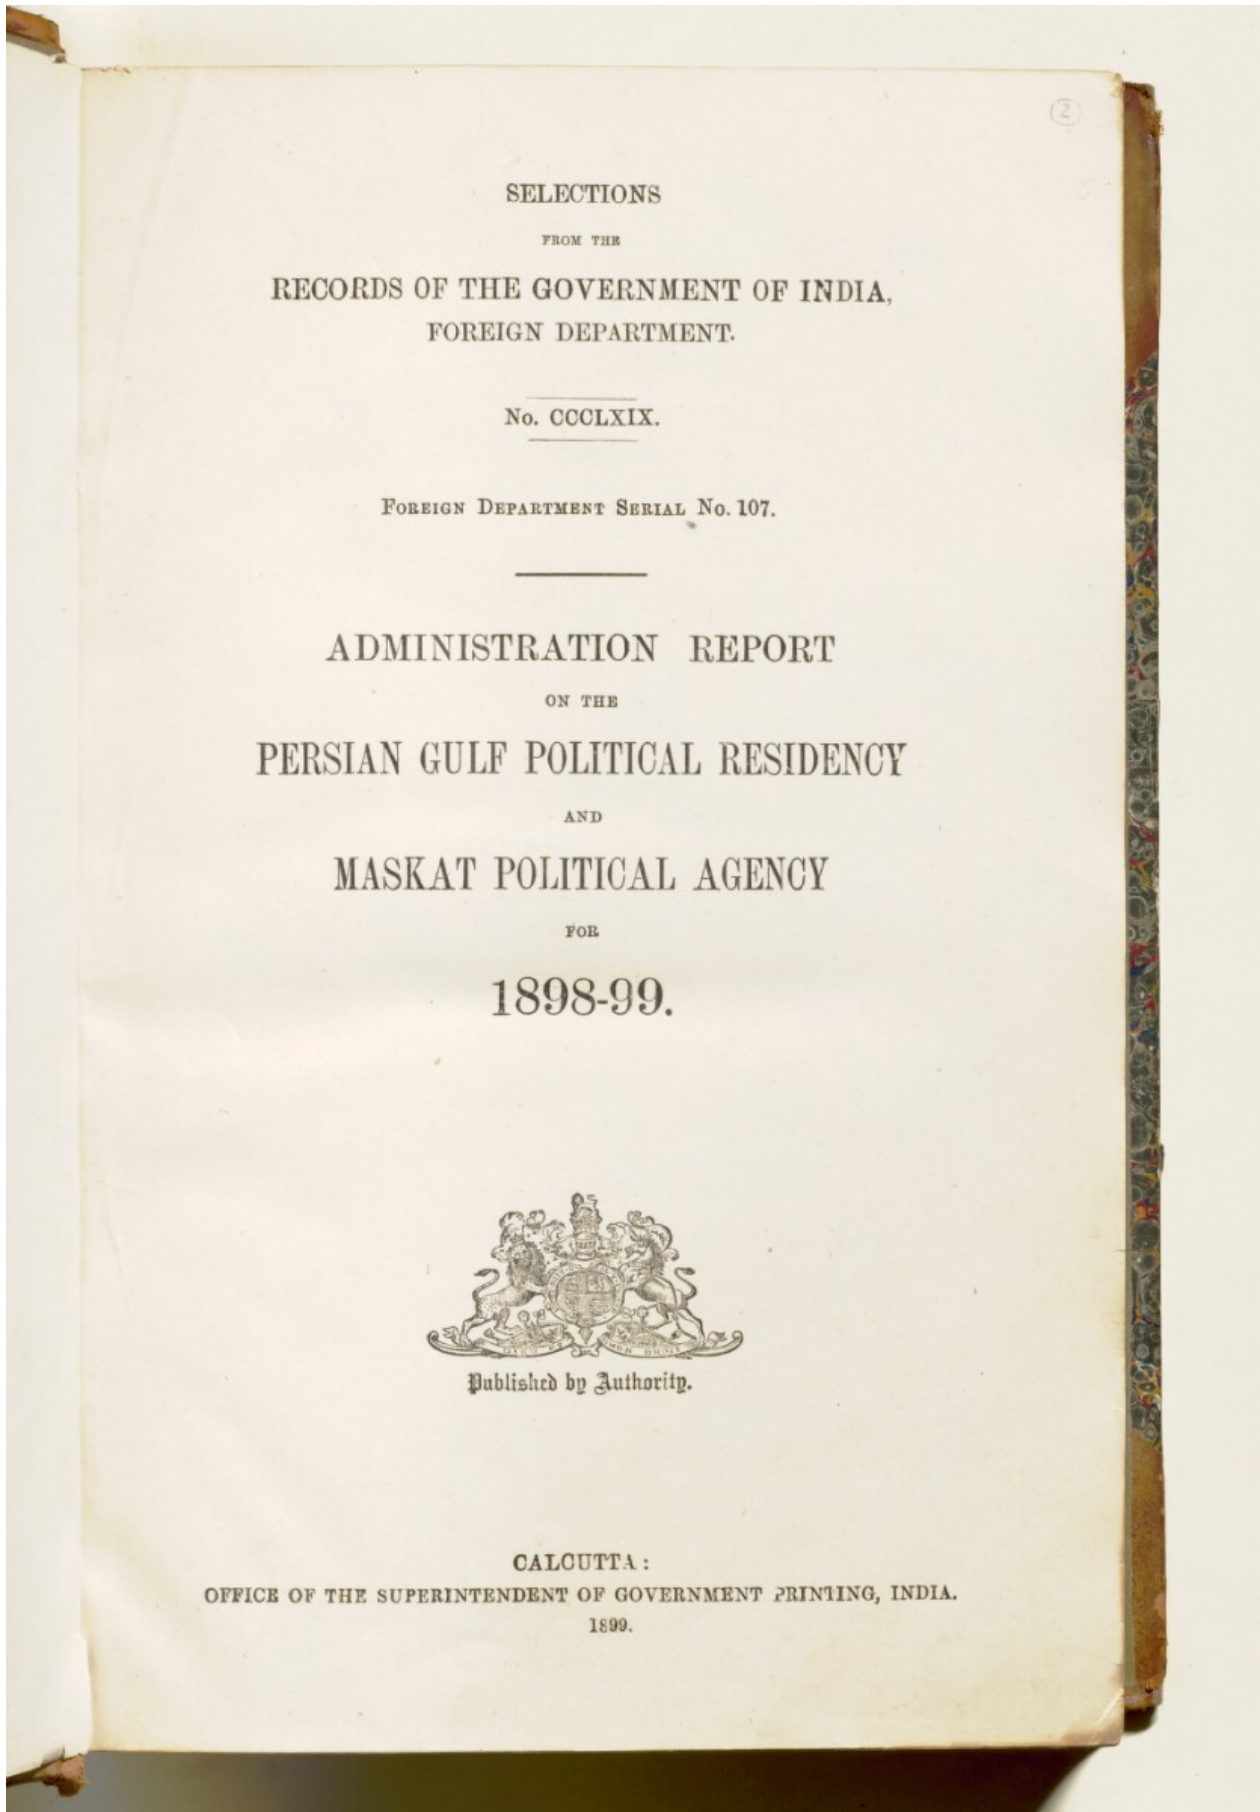 2
SELECTIONS
FROM THE
RECORDS OF THE GOVERNMENT OF INDIA,
FOREIGN DEPARTMENT.
No. CCCLXIX.
FOREIGN DEPARTMENT SERIAL No. 107.
ADMINISTRATION REPORT
ON THE
PERSIAN GULF POLITICAL RESIDENCY
AND
MASKAT POLITICAL AGENCY
FOR
1898-99.
Published by Authority.
CALCUTTA:
OFFICE OF THE SUPERINTENDENT OF GOVERNMENT PRINTING, INDIA.
1899.